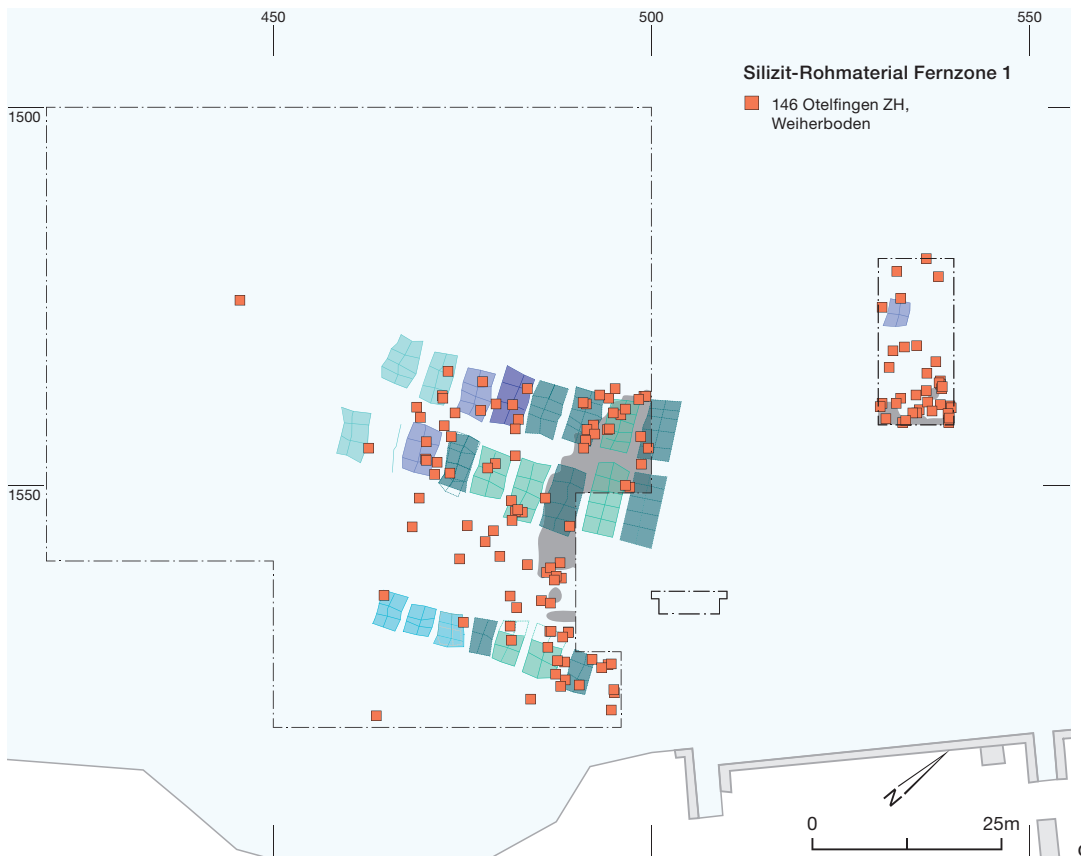 450
500
550
Silizit-Rohmaterial Fernzone 1
146 Otelfingen ZH,
Weiherboden
1500
1550
N
0
25m